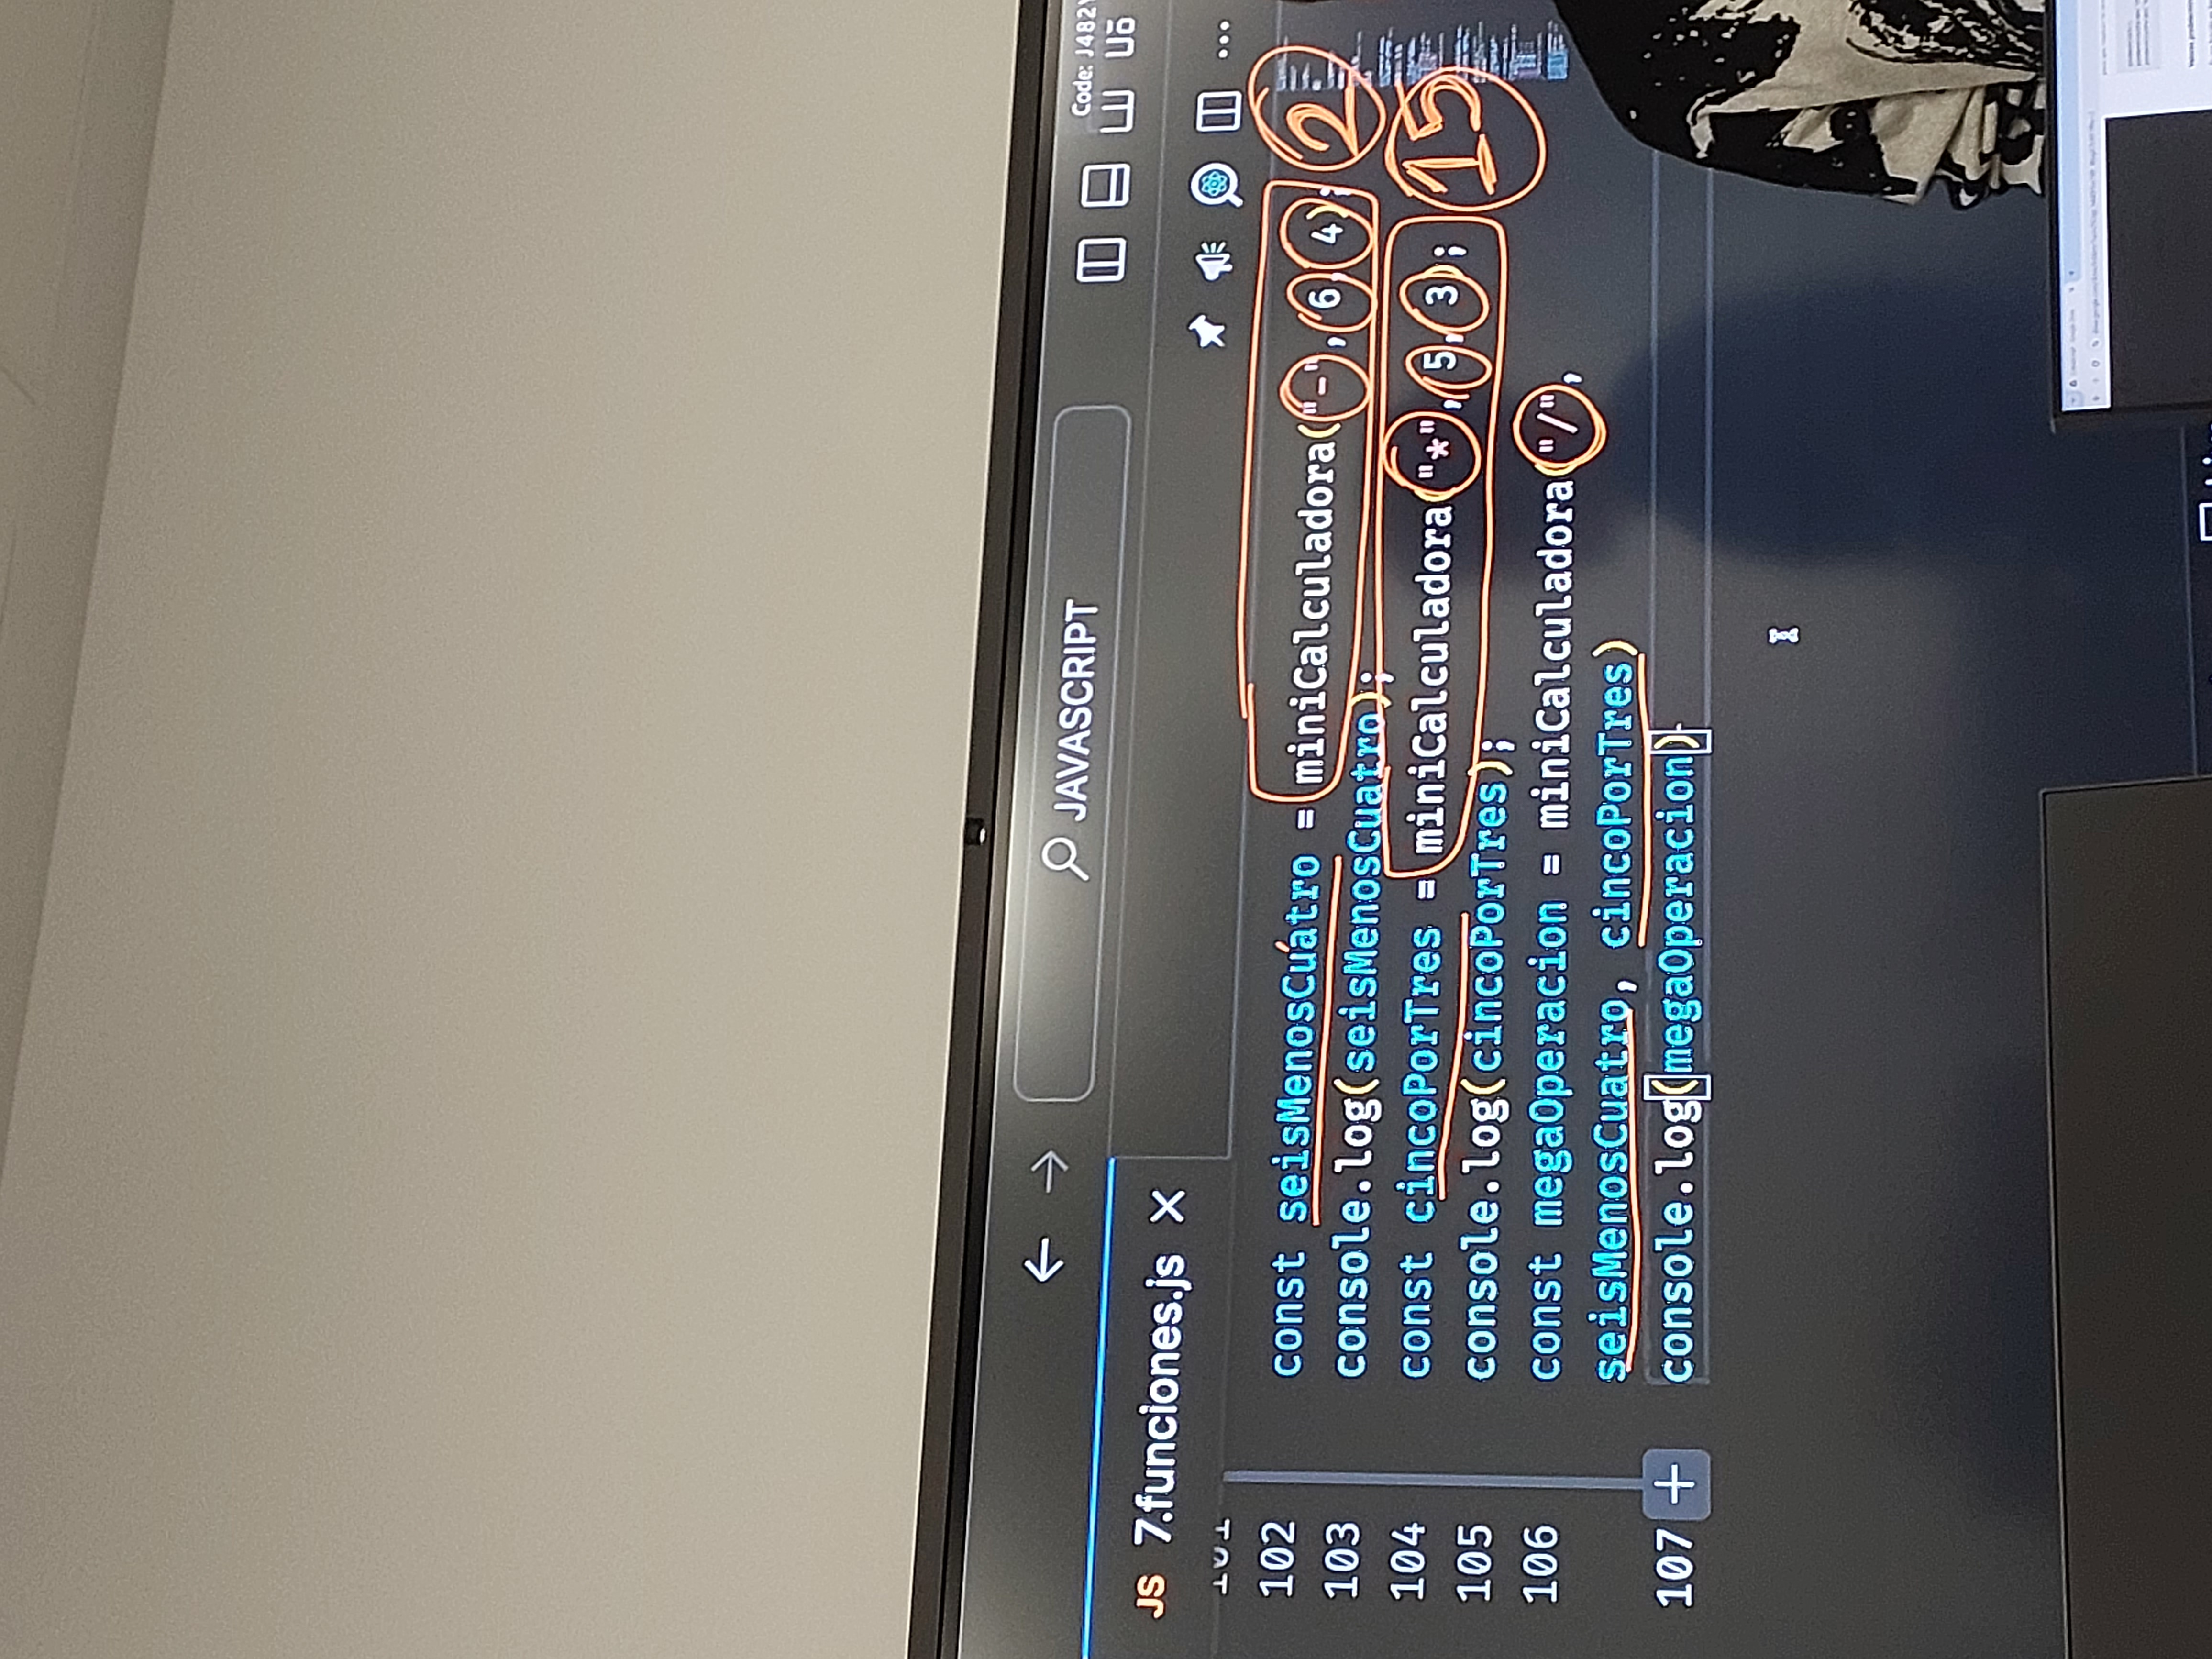 JAVASCRIPT
Code: J482
JS 7.funciones.js
101
102 const seisMenosCuatro = miniCalculadora("-", 6, 4); 2
103 console.log(seisMenosCuatro);
104 const cincoPorTres = miniCalculadora("*", 5, 3); 15
105 console.log(cincoPorTres);
106 const megaOperacion = miniCalculadora("/",
seisMenosCuatro, cincoPorTres)
107 console.log(megaOperacion)